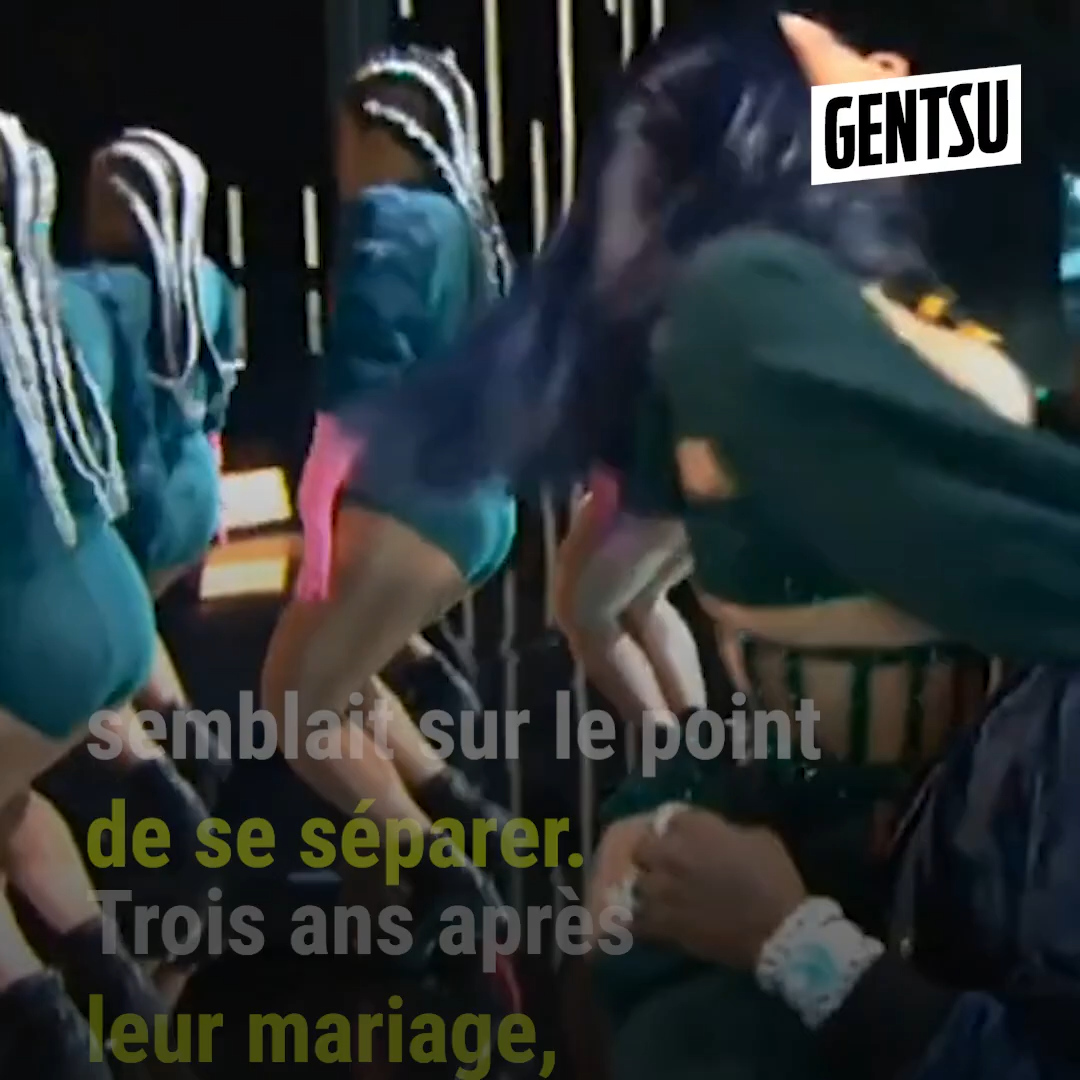 GENTSU
semblait sur le point
de se séparer.
Trois ans après
leur mariage,